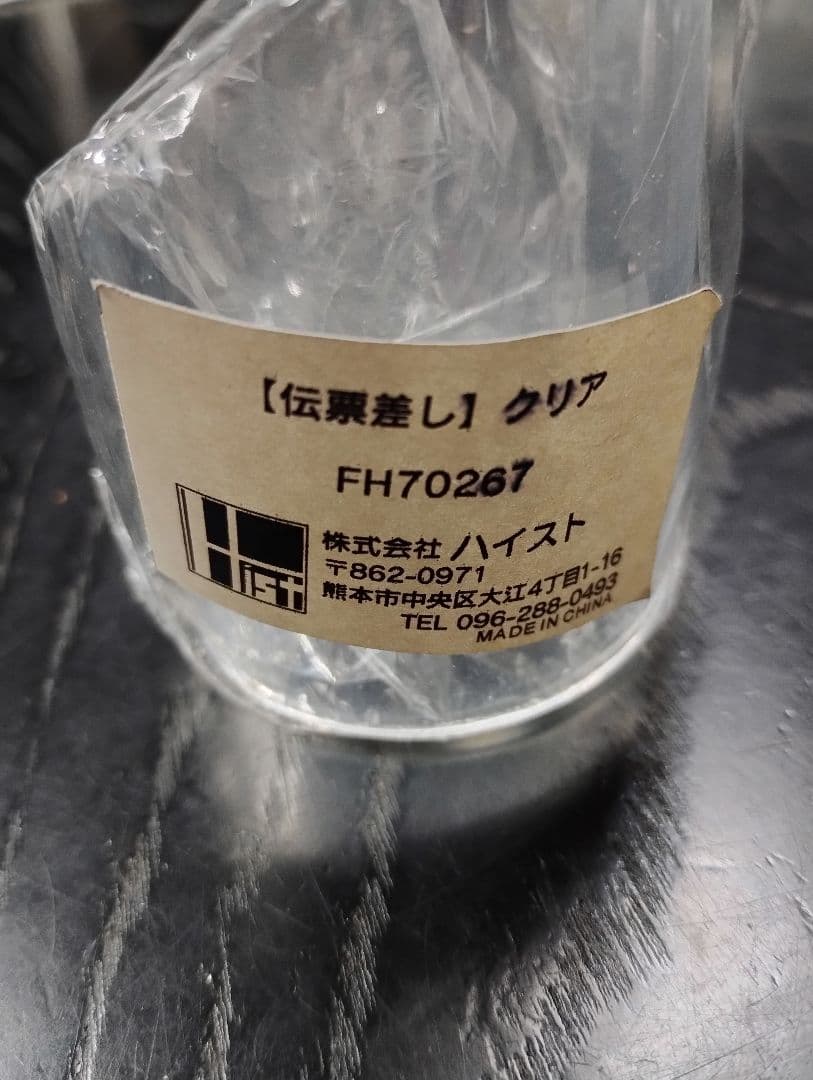 【伝票差し】クリア
FH70267
HiSTi
株式会社 ハイスト
〒862-0971
熊本市中央区大江4丁目1-16
TEL 096-288-0493
MADE IN CHINA